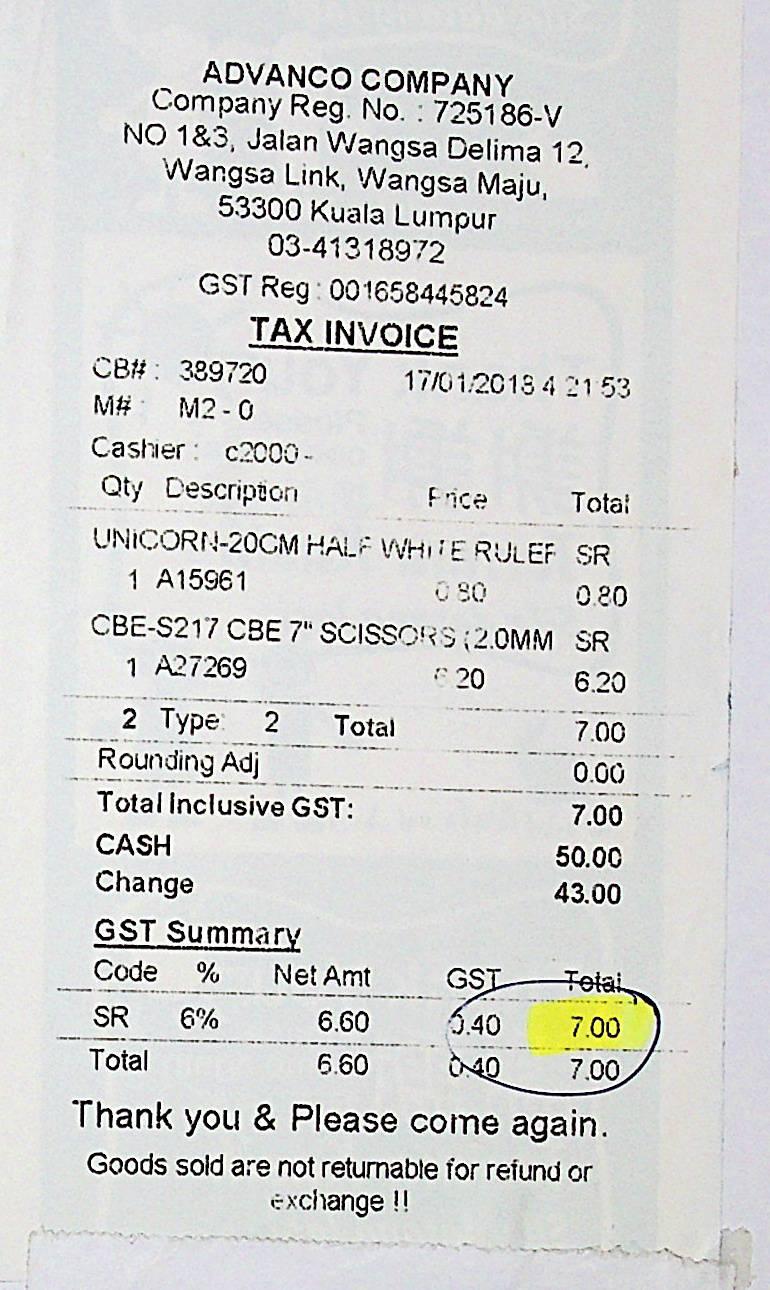 ADVANCO COMPANY
Company Reg. No. : 725186-V
NO 1&3, Jalan Wangsa Delima 12,
Wangsa Link, Wangsa Maju,
53300 Kuala Lumpur
03-41318972
GST Reg : 001658445824
TAX INVOICE
CB# : 389720 17/01/2018 4 21 53
M# : M2 - 0
Cashier : c2000 -
Qty Description Price Total
UNICORN-20CM HALF WHITE RULER SR
1 A15961 0.80 0.80
CBE-S217 CBE 7" SCISSORS (2.0MM SR
1 A27269 6.20 6.20
2 Type: 2 Total 7.00
Rounding Adj 0.00
Total Inclusive GST: 7.00
CASH 50.00
Change 43.00
GST Summary
Code % Net Amt GST Total
SR 6% 6.60 0.40 7.00
Total 6.60 0.40 7.00
Thank you & Please come again.
Goods sold are not returnable for refund or
exchange !!